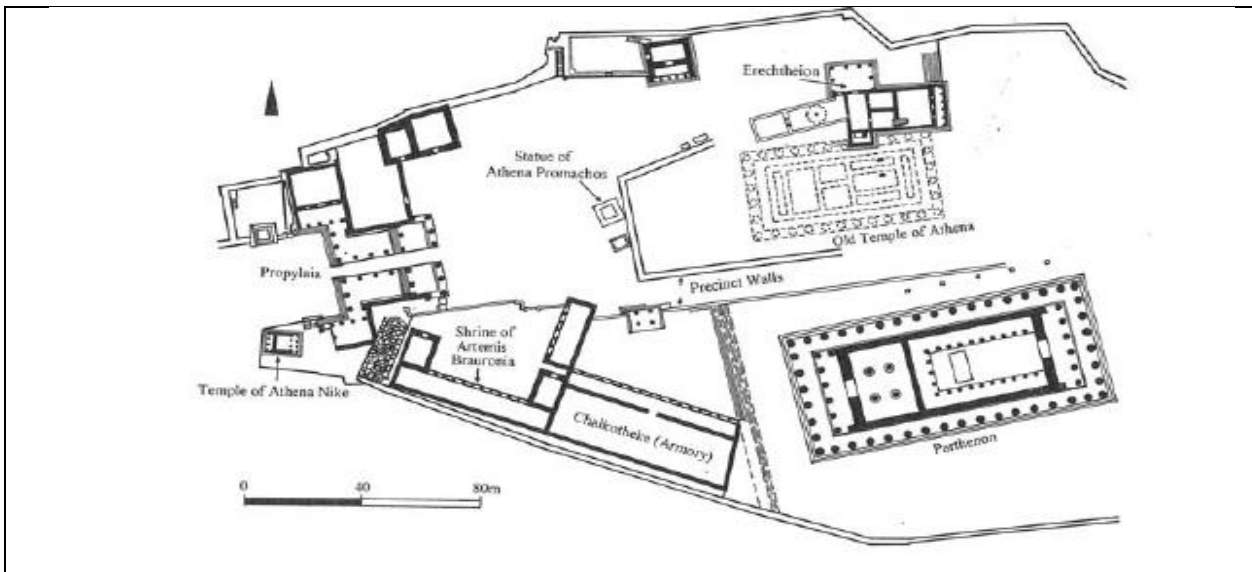 Erechtheion
Statue of
Athena Promachos
Old Temple of Athena
Propylaia
Precinct Walls
Shrine of
Artemis
Brauronia
Temple of Athena Nike
Chalkotheke (Armory)
Parthenon
0 40 80m